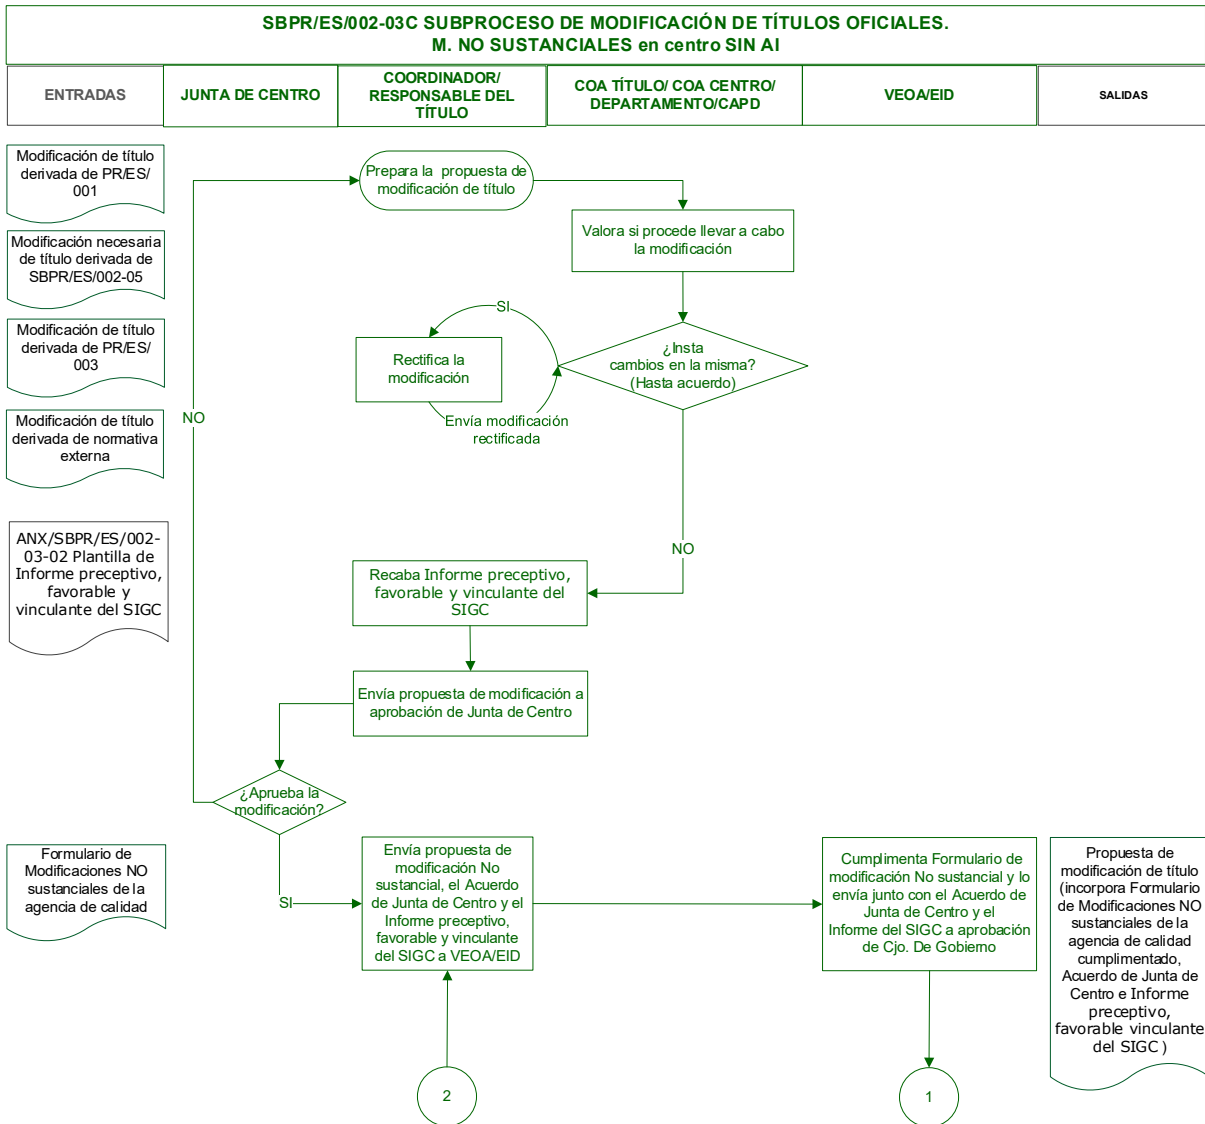 SBPR/ES/002-03C SUBPROCESO DE MODIFICACIÓN DE TÍTULOS OFICIALES.
M. NO SUSTANCIALES en centro SIN AI
ENTRADAS
JUNTA DE CENTRO
COORDINADOR/
RESPONSABLE DEL
TÍTULO
COA TÍTULO/ COA CENTRO/
DEPARTAMENTO/CAPD
VEOA/EID
SALIDAS
Modificación de título
derivada de PR/ES/
001
Prepara la propuesta de
modificación de título
Valora si procede llevar a cabo
la modificación
Modificación necesaria
de título derivada de
SBPR/ES/002-05
SI
Modificación de título
derivada de PR/ES/
003
Rectifica la
modificación
¿Insta
cambios en la misma?
(Hasta acuerdo)
NO
Envía modificación
rectificada
Modificación de título
derivada de normativa
externa
ANX/SBPR/ES/002-
03-02 Plantilla de
Informe preceptivo,
favorable y
vinculante del SIGC
NO
Recaba Informe preceptivo,
favorable y vinculante del
SIGC
Envía propuesta de modificación a
aprobación de Junta de Centro
¿Aprueba la
modificación?
Formulario de
Modificaciones NO
sustanciales de la
agencia de calidad
SI
Envía propuesta de
modificación No
sustancial, el Acuerdo
de Junta de Centro y el
Informe preceptivo,
favorable y vinculante
del SIGC a VEOA/EID
Cumplimenta Formulario de
modificación No sustancial y lo
envía junto con el Acuerdo de
Junta de Centro y el
Informe del SIGC a aprobación
de Cjo. De Gobierno
Propuesta de
modificación de título
(incorpora Formulario
de Modificaciones NO
sustanciales de la
agencia de calidad
cumplimentado,
Acuerdo de Junta de
Centro e Informe
preceptivo,
favorable vinculante
del SIGC )
2
1